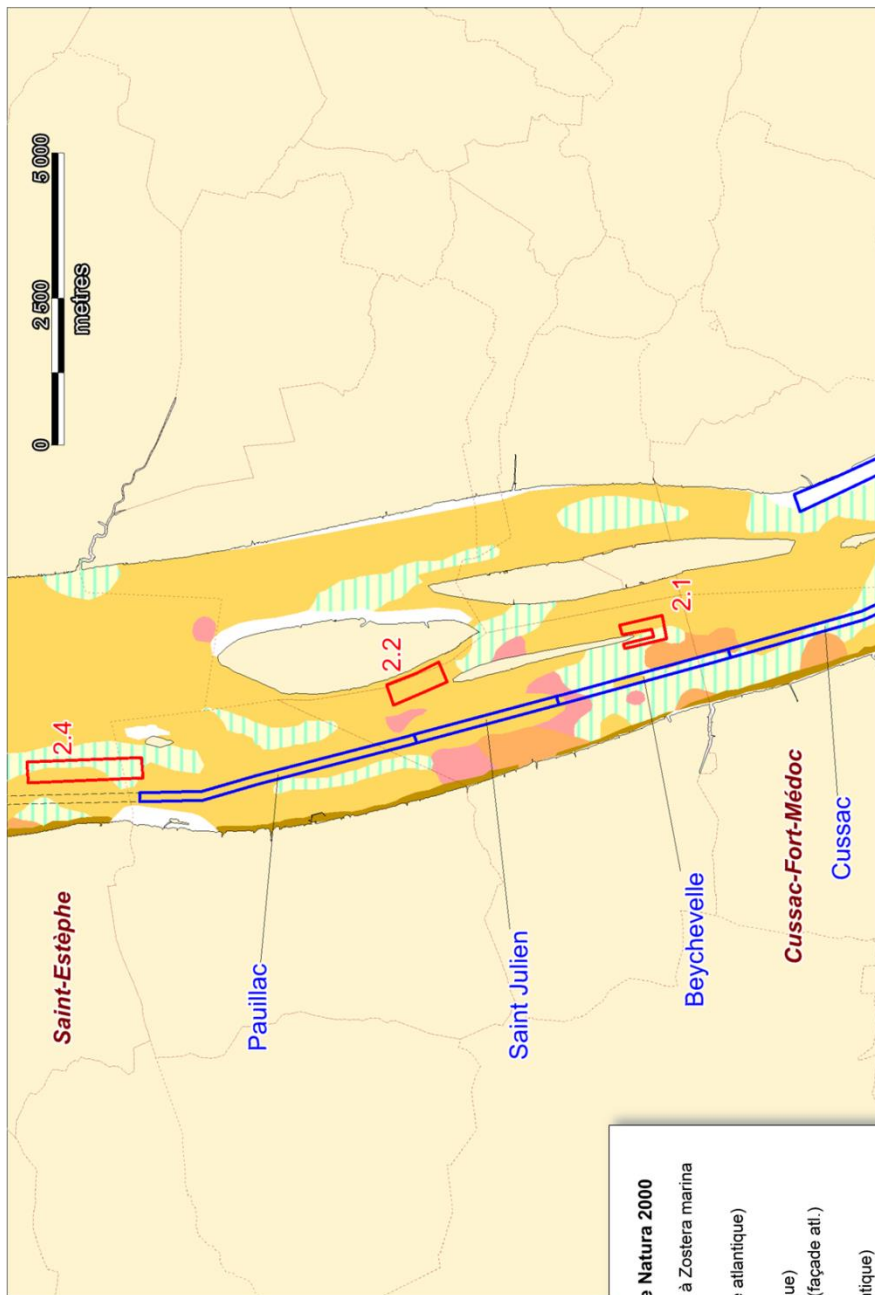 0 2 500 5 000
metres
Saint-Estèphe
2.4
Pauillac
2.2
Saint Julien
2.1
Beychevelle
Cussac-Fort-Médoc
Cussac
e Natura 2000
à Zostera marina
e atlantique)
ue)
(façade atl.)
ntique)